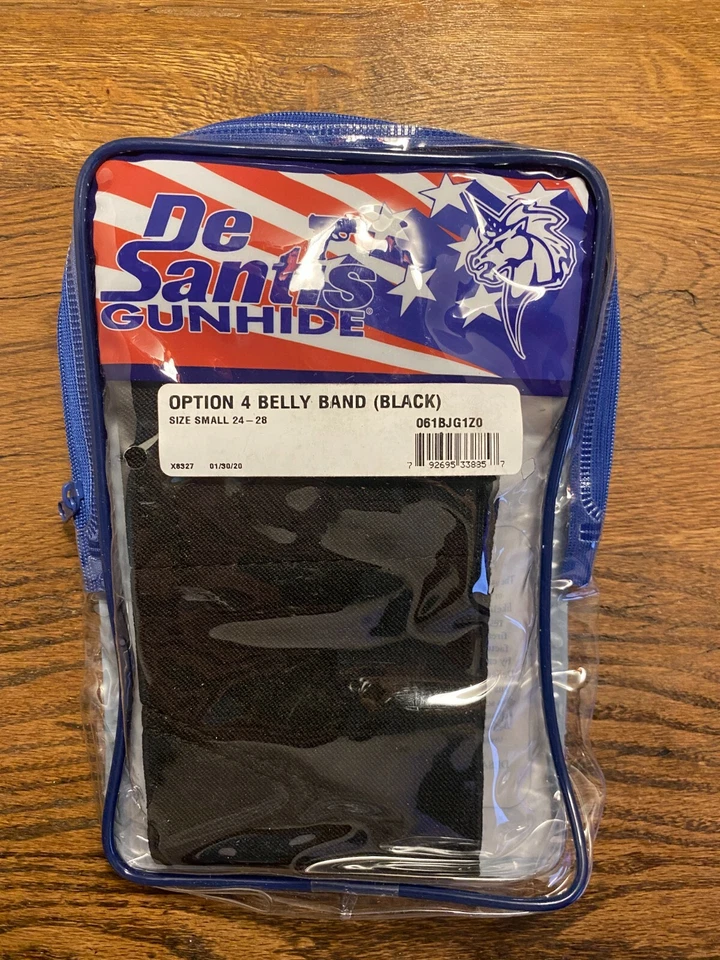 De
Santis
GUNHIDE®
OPTION 4 BELLY BAND (BLACK)
SIZE SMALL 24-28
061BJG1Z0
X8327 01/30/20
7 92695 33885 7